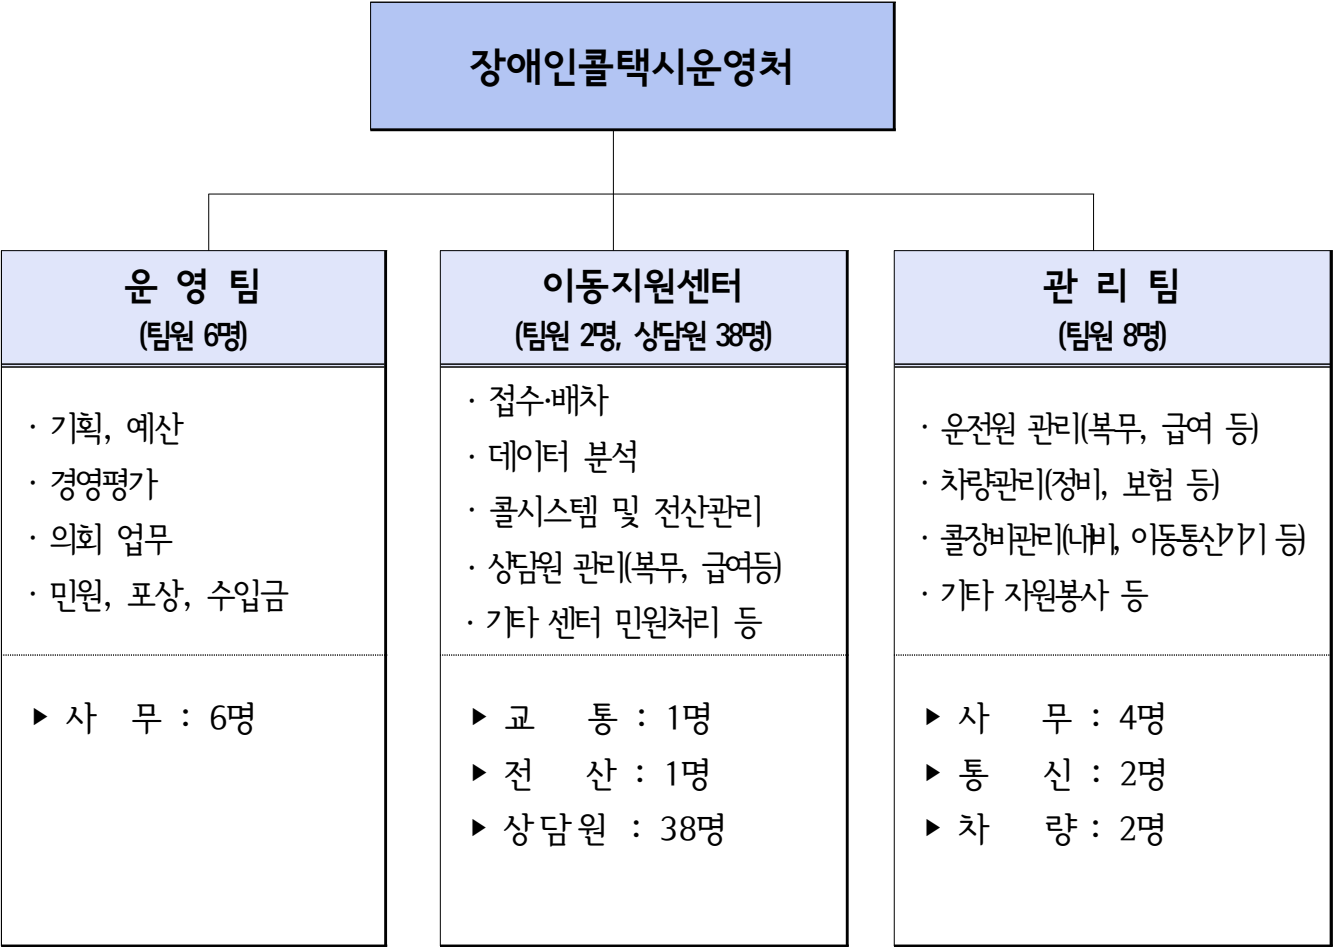 장애인콜택시운영처
운 영 팀
(팀원 6명)
· 기획, 예산
· 경영평가
· 의회 업무
· 민원, 포상, 수입금
▶ 사 무 : 6명
이동지원센터
(팀원 2명, 상담원 38명)
· 접수·배차
· 데이터 분석
· 콜시스템 및 전산관리
· 상담원 관리(복무, 급여등)
· 기타 센터 민원처리 등
▶ 교 통 : 1명
▶ 전 산 : 1명
▶ 상담원 : 38명
관 리 팀
(팀원 8명)
· 운전원 관리(복무, 급여 등)
· 차량관리(정비, 보험 등)
· 콜장비관리(내비, 이동통신기기 등)
· 기타 자원봉사 등
▶ 사 무 : 4명
▶ 통 신 : 2명
▶ 차 량 : 2명